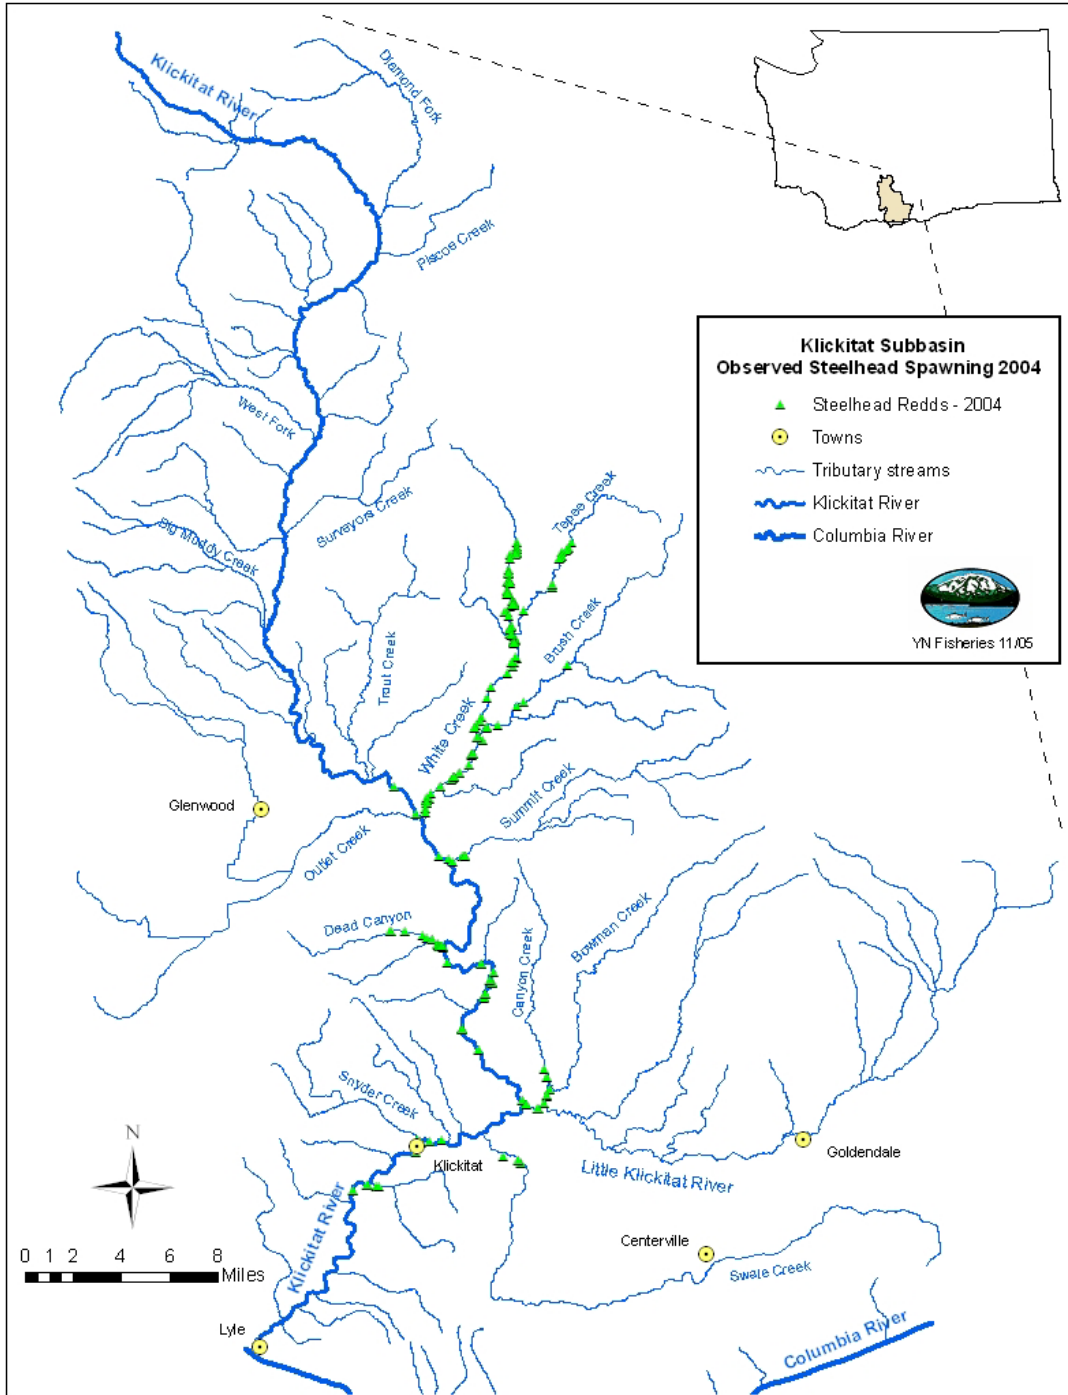 Klickitat River
Diamond Fork
Piscoe Creek
Klickitat Subbasin
Observed Steelhead Spawning 2004
Steelhead Redds - 2004
Towns
Tributary streams
Klickitat River
Columbia River
YN Fisheries 11/05
West Fork
Surveyors Creek
Big Muddy Creek
Tepee Creek
Brush Creek
Trout Creek
White Creek
Summit Creek
Glenwood
Outlet Creek
Dead Canyon
Canyon Creek
Bowman Creek
Snyder Creek
Klickitat
Goldendale
Little Klickitat River
N
Klickitat River
Centerville
Swale Creek
0 1 2 4 6 8
Miles
Lyle
Columbia River